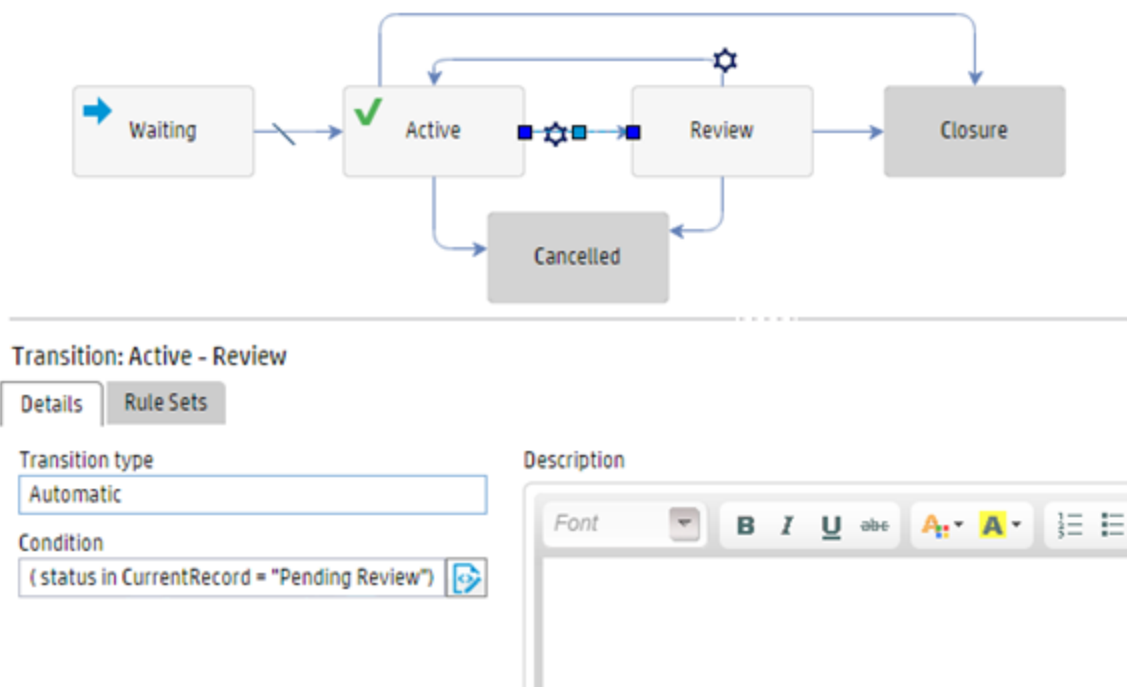 Waiting
Active
Review
Closure
Cancelled
Transition: Active - Review
Details
Rule Sets
Transition type
Automatic
Condition
( status in CurrentRecord = "Pending Review")
Description
Font
B I U abc A A